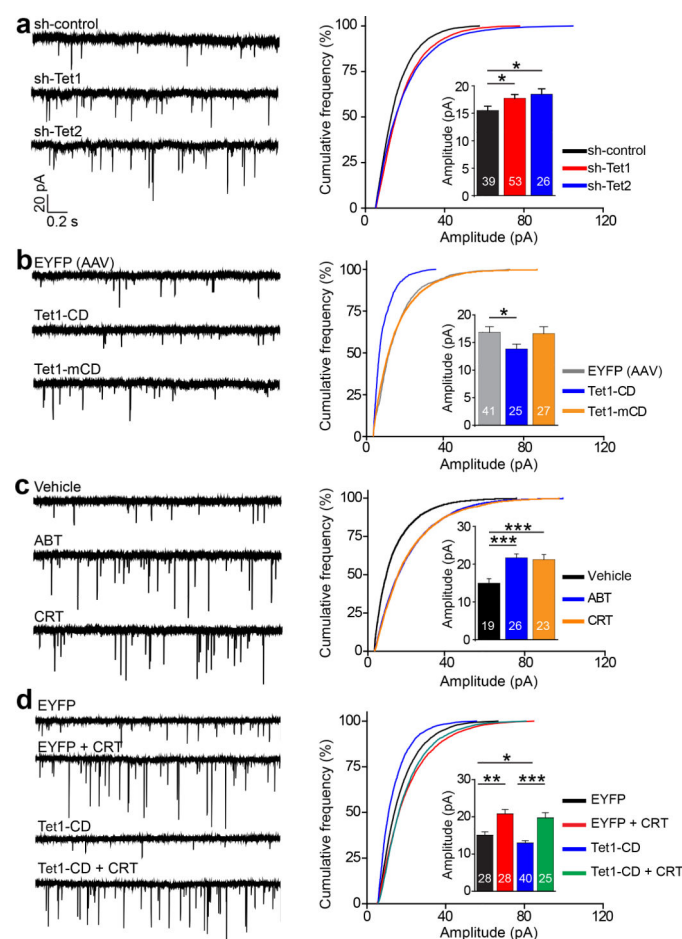 a
sh-control
sh-Tet1
sh-Tet2
20 pA
0.2 s
Cumulative frequency (%)
100
75
50
25
0
0
40
80
120
Amplitude (pA)
Amplitude (pA)
20
15
10
5
0
*
*
39
53
26
sh-control
sh-Tet1
sh-Tet2
b
EYFP (AAV)
Tet1-CD
Tet1-mCD
Cumulative frequency (%)
100
75
50
25
0
0
40
80
120
Amplitude (pA)
Amplitude (pA)
20
15
10
5
0
*
41
25
27
EYFP (AAV)
Tet1-CD
Tet1-mCD
c
Vehicle
ABT
CRT
Cumulative frequency (%)
100
75
50
25
0
0
40
80
120
Amplitude (pA)
Amplitude (pA)
30
20
10
0
***
***
19
26
23
Vehicle
ABT
CRT
d
EYFP
EYFP + CRT
Tet1-CD
Tet1-CD + CRT
Cumulative frequency (%)
100
75
50
25
0
0
40
80
120
Amplitude (pA)
Amplitude (pA)
30
20
10
0
*
**
***
28
28
40
25
EYFP
EYFP + CRT
Tet1-CD
Tet1-CD + CRT